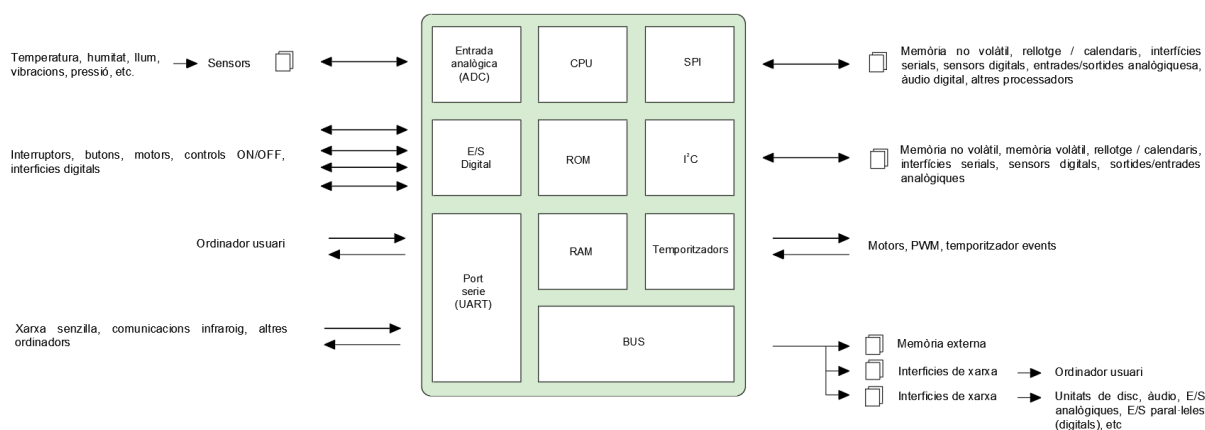 Temperatura, humitat, llum,
vibracions, pressió, etc.
Sensors
Interruptors, butons, motors, controls ON/OFF,
interficies digitals
Ordinador usuari
Xarxa senzilla, comunicacions infraroig, altres
ordinadors
Entrada
analògica
(ADC)
CPU
SPI
E/S
Digital
ROM
I²C
Port
serie
(UART)
RAM
Temporitzadors
BUS
Memòria no volàtil, rellotge / calendaris, interfícies
serials, sensors digitals, entrades/sortides analògiquesa,
àudio digital, altres processadors
Memòria no volàtil, memòria volàtil, rellotge / calendaris,
interfícies serials, sensors digitals, sortides/entrades
analògiques
Motors, PWM, temporitzador events
Memòria externa
Interficies de xarxa
Ordinador usuari
Interficies de xarxa
Unitats de disc, àudio, E/S
analògiques, E/S paral·leles
(digitals), etc